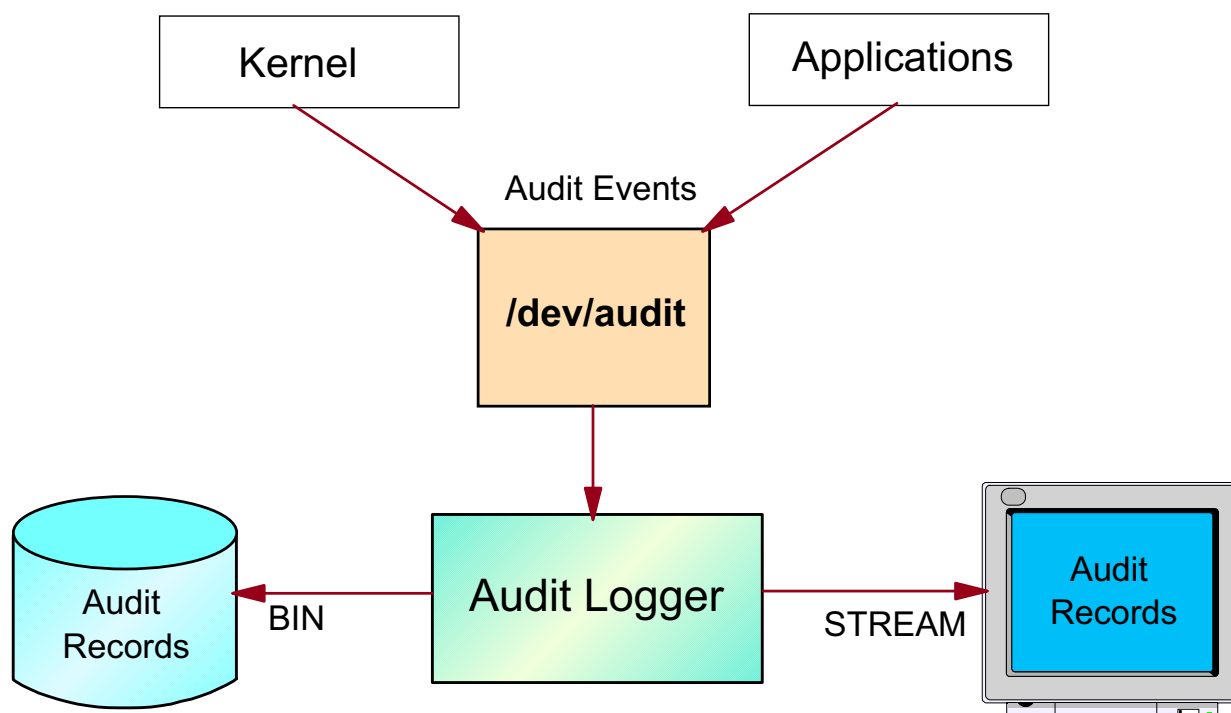 Kernel
Applications
Audit Events
/dev/audit
Audit
Records
BIN
Audit Logger
STREAM
Audit
Records